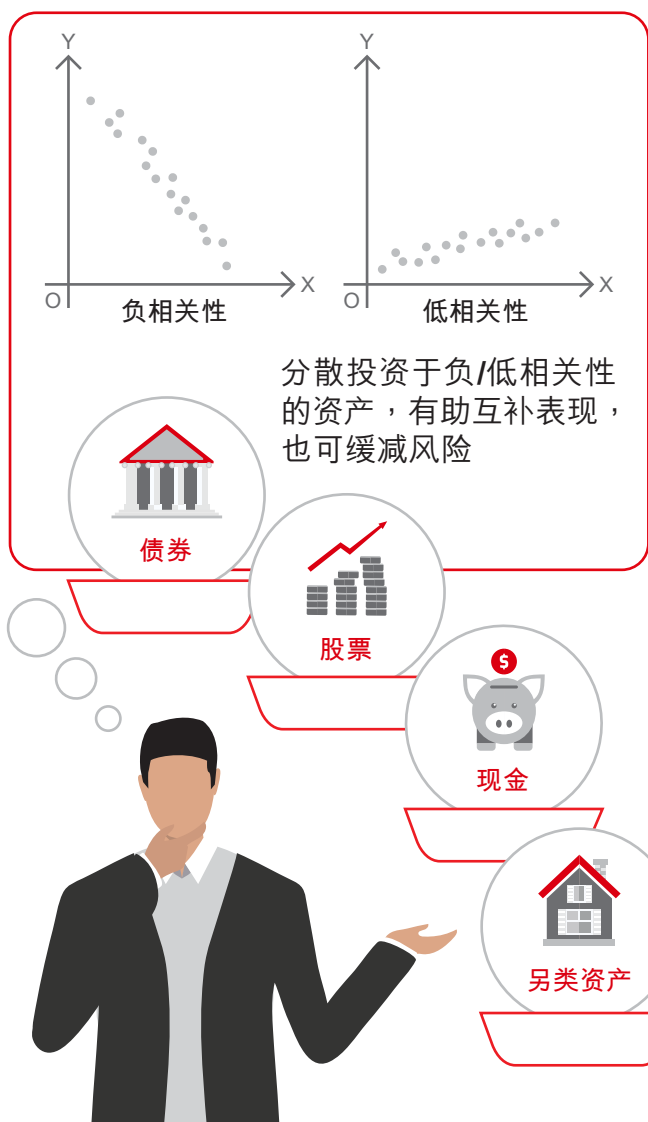 Y
Y
O
X
O
X
负相关性
低相关性
分散投资于负/低相关性
的资产，有助互补表现，
也可缓减风险
债券
股票
$
现金
另类资产